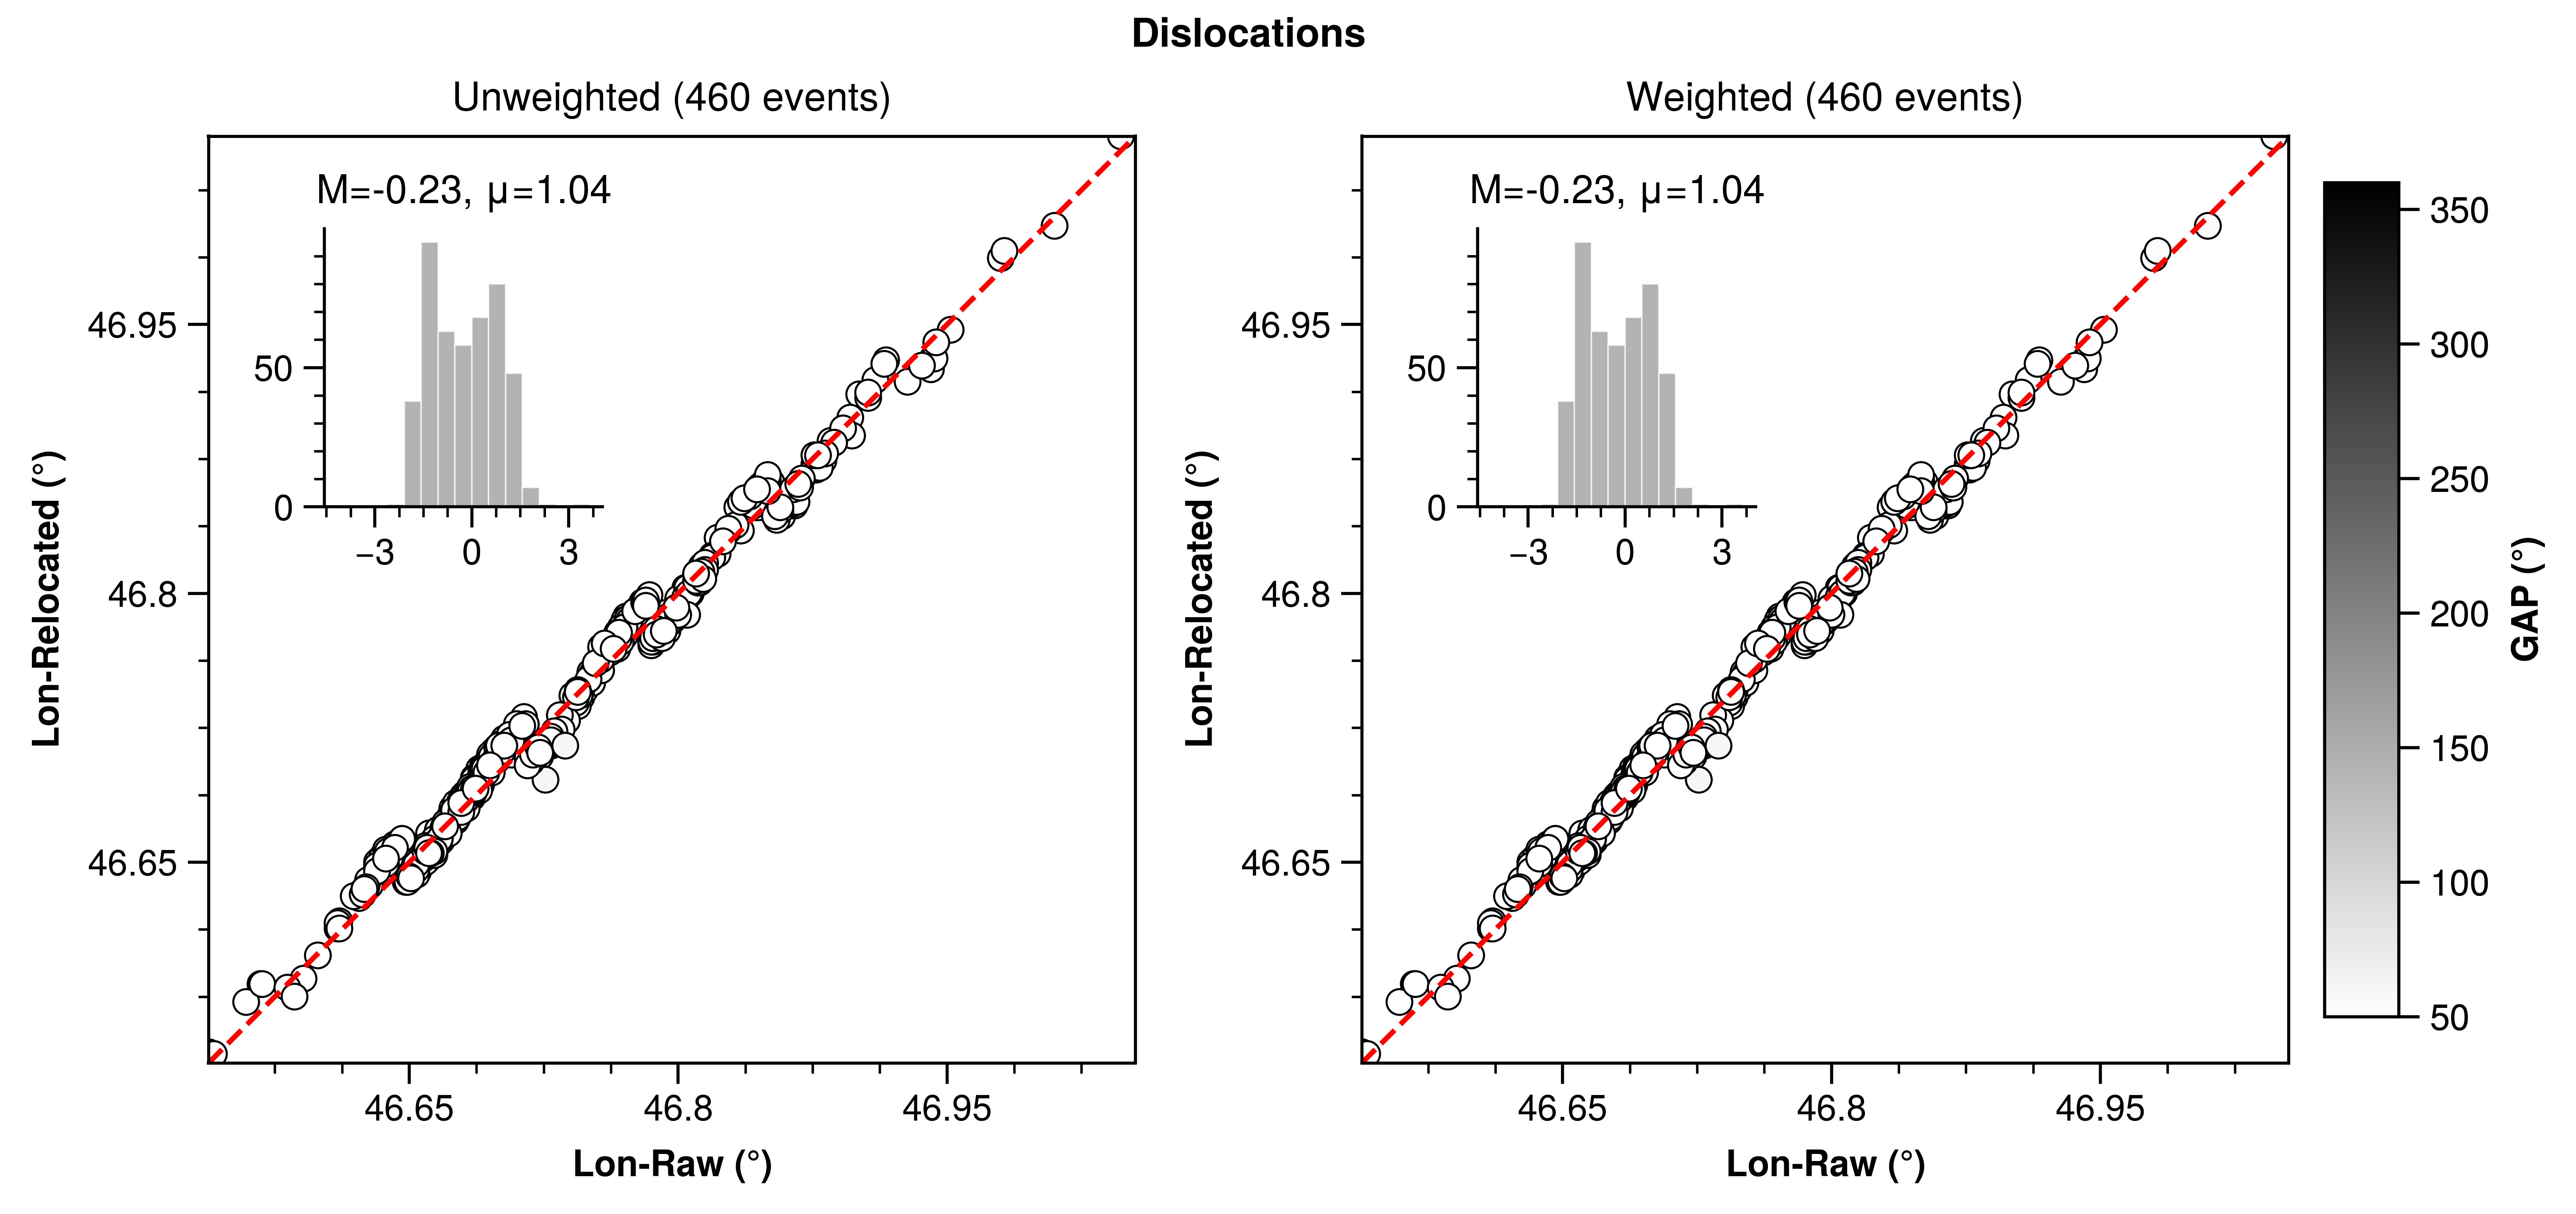 Dislocations
Unweighted (460 events)
Weighted (460 events)
M=-0.23, μ=1.04
50
0
−3 0 3
46.95
46.8
46.65
Lon-Relocated (°)
46.65 46.8 46.95
Lon-Raw (°)
M=-0.23, μ=1.04
50
0
−3 0 3
46.95
46.8
46.65
Lon-Relocated (°)
46.65 46.8 46.95
Lon-Raw (°)
350
300
250
200
150
100
50
GAP (°)